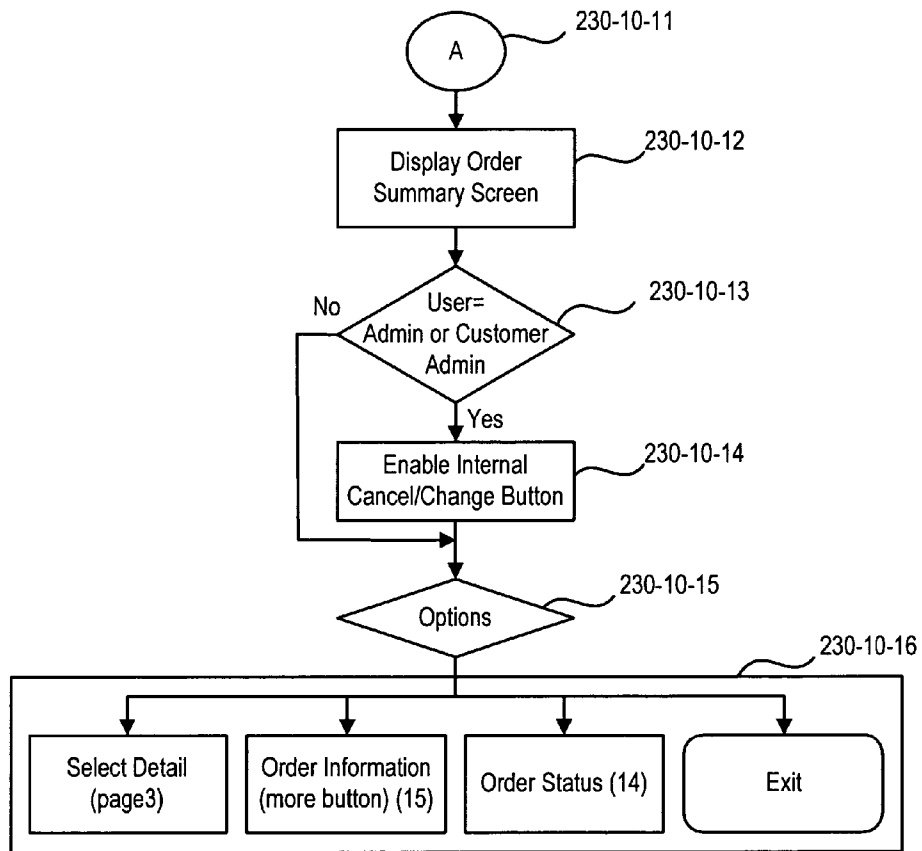 230-10-11
A
230-10-12
Display Order
Summary Screen
230-10-13
No
User=
Admin or Customer
Admin
Yes
230-10-14
Enable Internal
Cancel/Change Button
230-10-15
Options
230-10-16
Select Detail
(page3)
Order Information
(more button) (15)
Order Status (14)
Exit